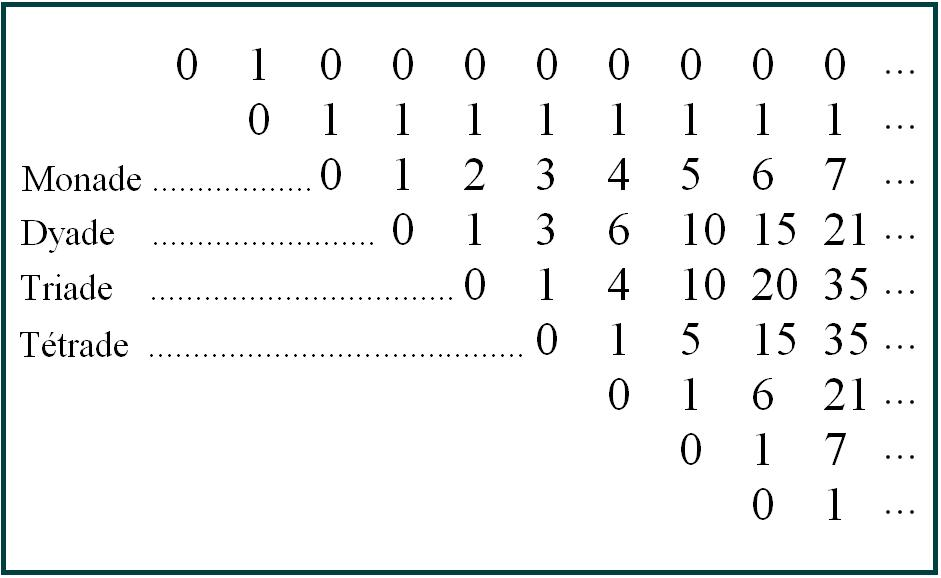 0 1 0 0 0 0 0 0 0 0 ...
0 1 1 1 1 1 1 1 1 ...
Monade .................. 0 1 2 3 4 5 6 7 ...
Dyade ......................... 0 1 3 6 10 15 21 ...
Triade .................................. 0 1 4 10 20 35 ...
Tétrade .......................................... 0 1 5 15 35 ...
0 1 6 21 ...
0 1 7 ...
0 1 ...